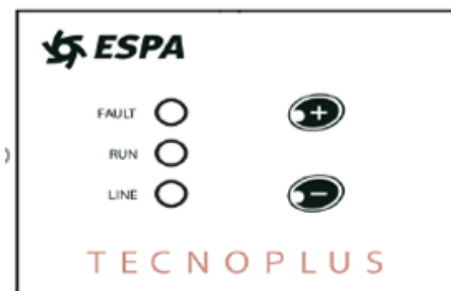 ESPA
FAULT
+
RUN
LINE
-
TECNOPLUS